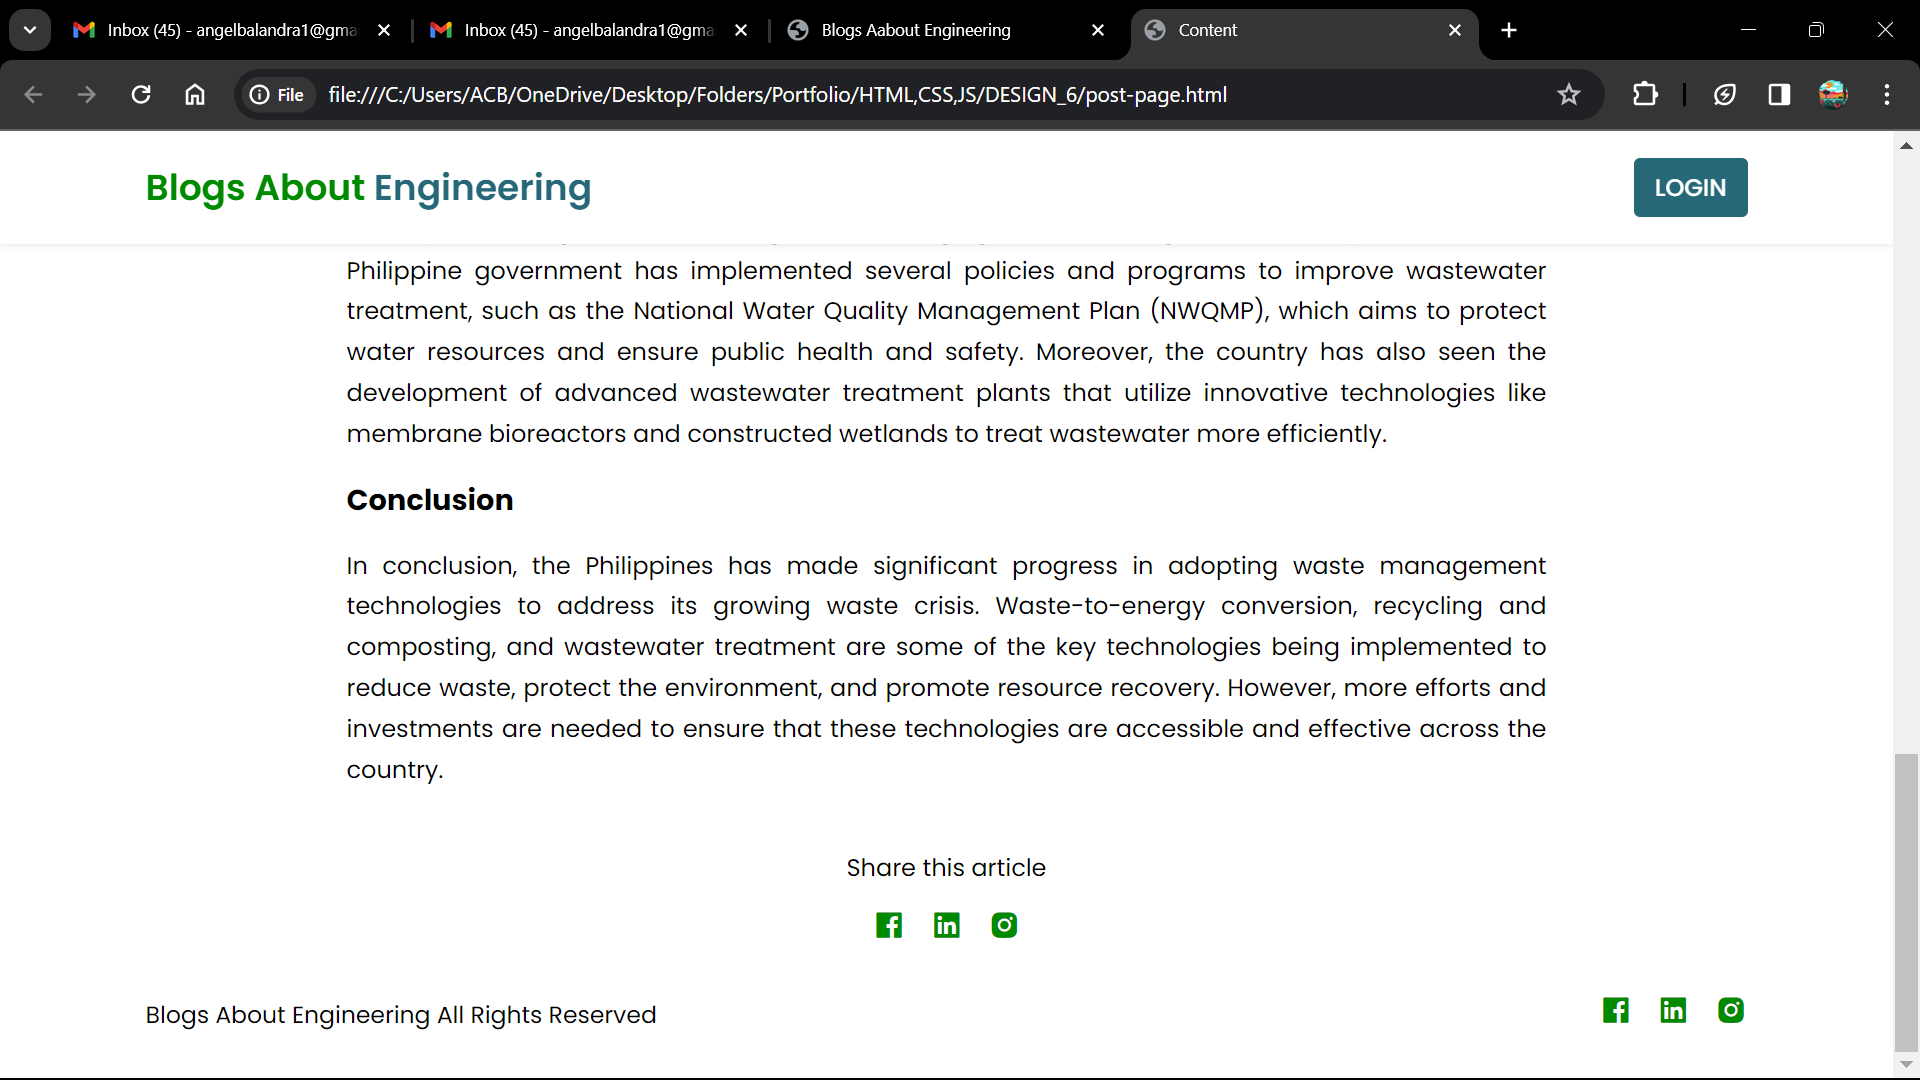 Inbox (45) - angelbalandra1@gma
Inbox (45) - angelbalandra1@gma
Blogs Aabout Engineering
Content
File
file:///C:/Users/ACB/OneDrive/Desktop/Folders/Portfolio/HTML,CSS,JS/DESIGN_6/post-page.html
Blogs About Engineering
LOGIN
Philippine government has implemented several policies and programs to improve wastewater
treatment, such as the National Water Quality Management Plan (NWQMP), which aims to protect
water resources and ensure public health and safety. Moreover, the country has also seen the
development of advanced wastewater treatment plants that utilize innovative technologies like
membrane bioreactors and constructed wetlands to treat wastewater more efficiently.
Conclusion
In conclusion, the Philippines has made significant progress in adopting waste management
technologies to address its growing waste crisis. Waste-to-energy conversion, recycling and
composting, and wastewater treatment are some of the key technologies being implemented to
reduce waste, protect the environment, and promote resource recovery. However, more efforts and
investments are needed to ensure that these technologies are accessible and effective across the
country.
Share this article
Blogs About Engineering All Rights Reserved